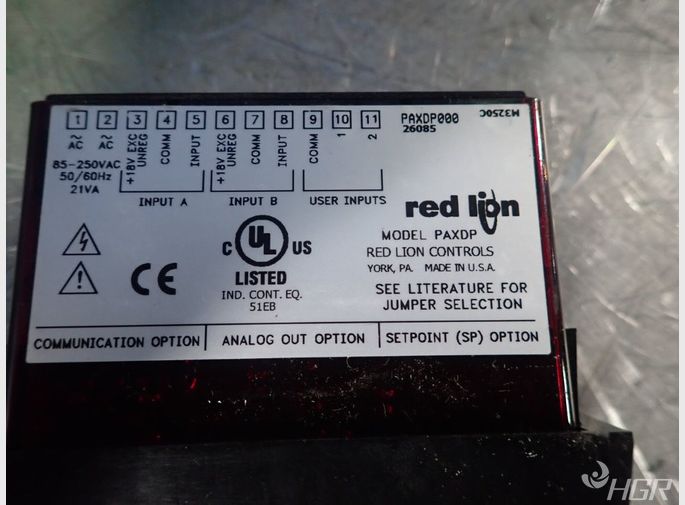 1 2 3 4 5 6 7 8 9 10 11 PAXDP000 M3250C
26085
~ ~
AC AC +18V EXC UNREG COMM INPUT +18V EXC UNREG COMM INPUT COMM 1 2
85-250VAC
50/60Hz
21VA
INPUT A INPUT B USER INPUTS
red lion
MODEL PAXDP
RED LION CONTROLS
YORK, PA. MADE IN U.S.A.
C UL US
LISTED
IND. CONT. EQ.
51EB
CE
SEE LITERATURE FOR
JUMPER SELECTION
COMMUNICATION OPTION ANALOG OUT OPTION SETPOINT (SP) OPTION
HGR